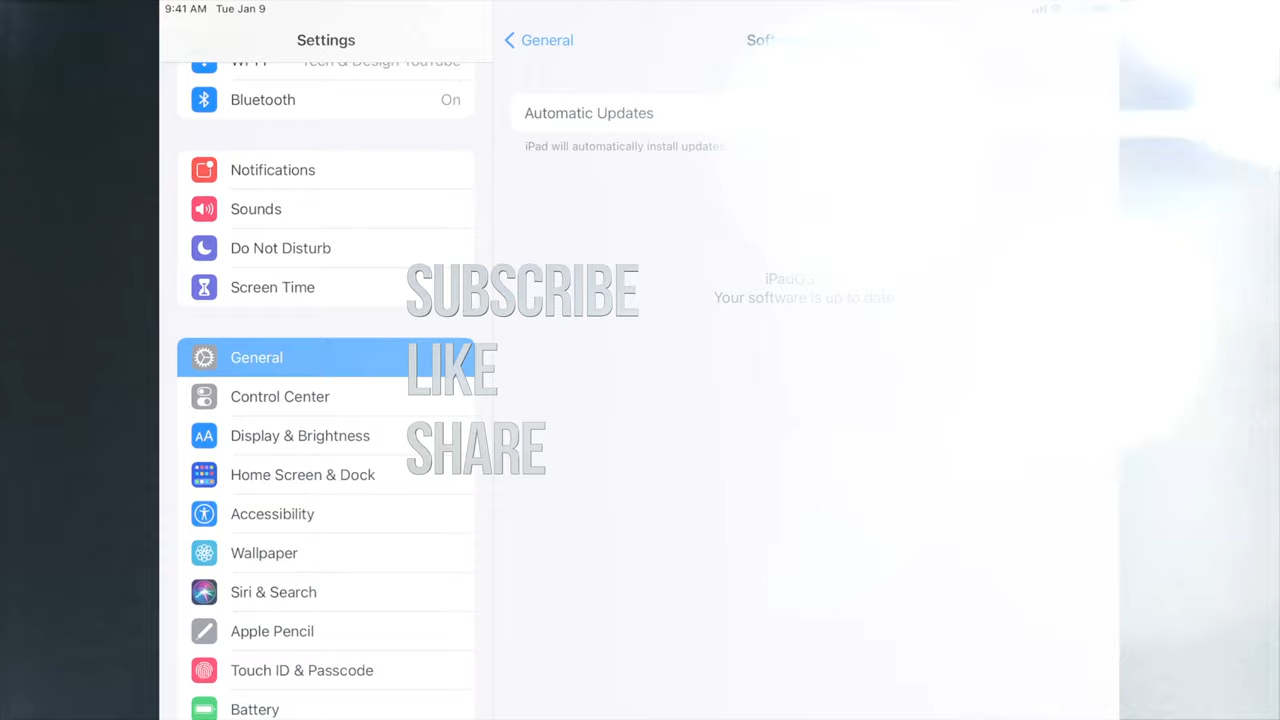 9:41 AM Tue Jan 9
Settings
Bluetooth On
Notifications
Sounds
Do Not Disturb
Screen Time
General
Control Center
Display & Brightness
Home Screen & Dock
Accessibility
Wallpaper
Siri & Search
Apple Pencil
Touch ID & Passcode
Battery
General
Automatic Updates
iPad will automatically install updates.
Your software is up to date
SUBSCRIBE
LIKE
SHARE